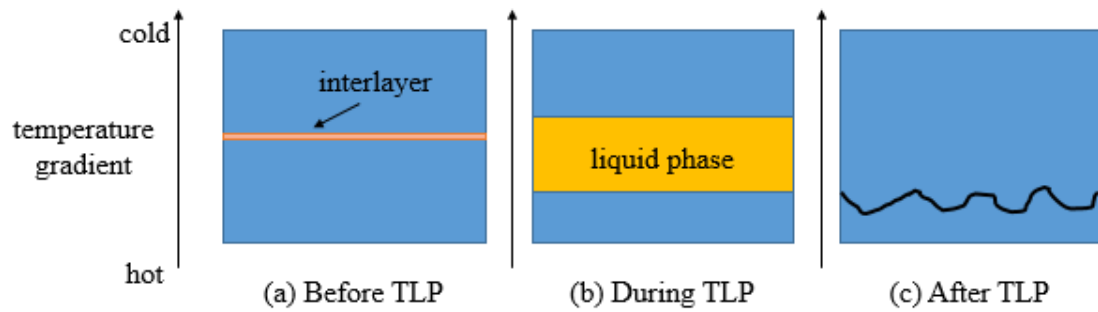 cold
interlayer
temperature
gradient
liquid phase
hot
(a) Before TLP
(b) During TLP
(c) After TLP